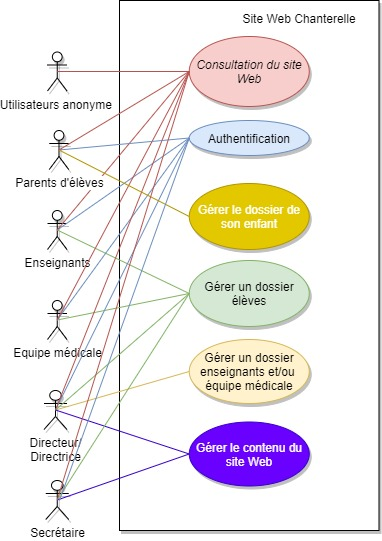 Site Web Chanterelle
Consultation du site
Web
Utilisateurs anonyme
Authentification
Parents d'élèves
Gérer le dossier de
son enfant
Enseignants
Gérer un dossier
élèves
Equipe médicale
Gérer un dossier
enseignants et/ou
équipe médicale
Directeur/
Directrice
Gérer le contenu du
site Web
Secrétaire